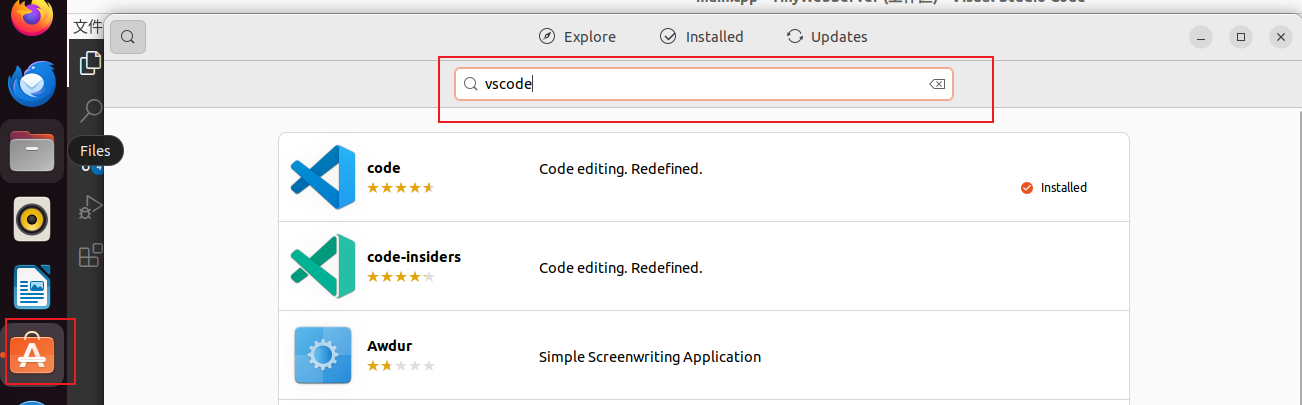 文件
Explore
Installed
Updates
vscode
Files
code
Code editing. Redefined.
Installed
code-insiders
Code editing. Redefined.
Awdur
Simple Screenwriting Application